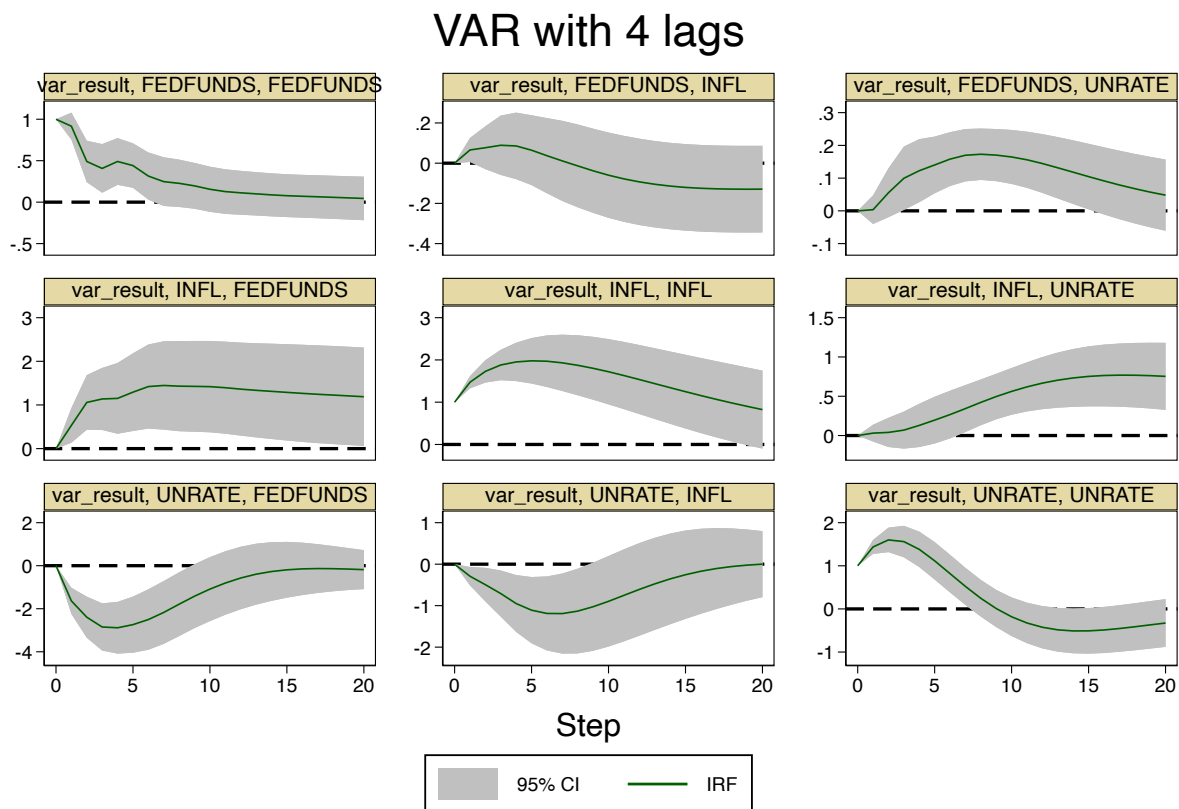 VAR with 4 lags
var_result, FEDFUNDS, FEDFUNDS
var_result, FEDFUNDS, INFL
var_result, FEDFUNDS, UNRATE
1
.5
0
-.5
.2
0
-.2
-.4
.3
.2
.1
0
-.1
var_result, INFL, FEDFUNDS
var_result, INFL, INFL
var_result, INFL, UNRATE
3
2
1
0
3
2
1
0
1.5
1
.5
0
var_result, UNRATE, FEDFUNDS
var_result, UNRATE, INFL
var_result, UNRATE, UNRATE
2
0
-2
-4
1
0
-1
-2
2
1
0
-1
0 5 10 15 20
0 5 10 15 20
0 5 10 15 20
Step
95% CI
IRF